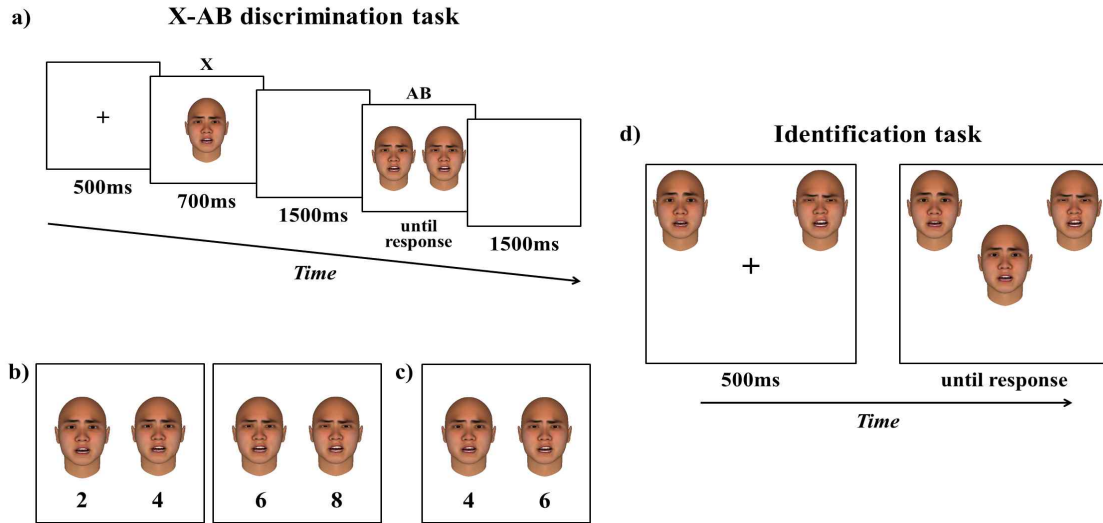 a)
X-AB discrimination task
X
+
500ms
700ms
1500ms
AB
until
response
1500ms
Time
b)
2 4
6 8
c)
4 6
d)
Identification task
+
500ms
until response
Time